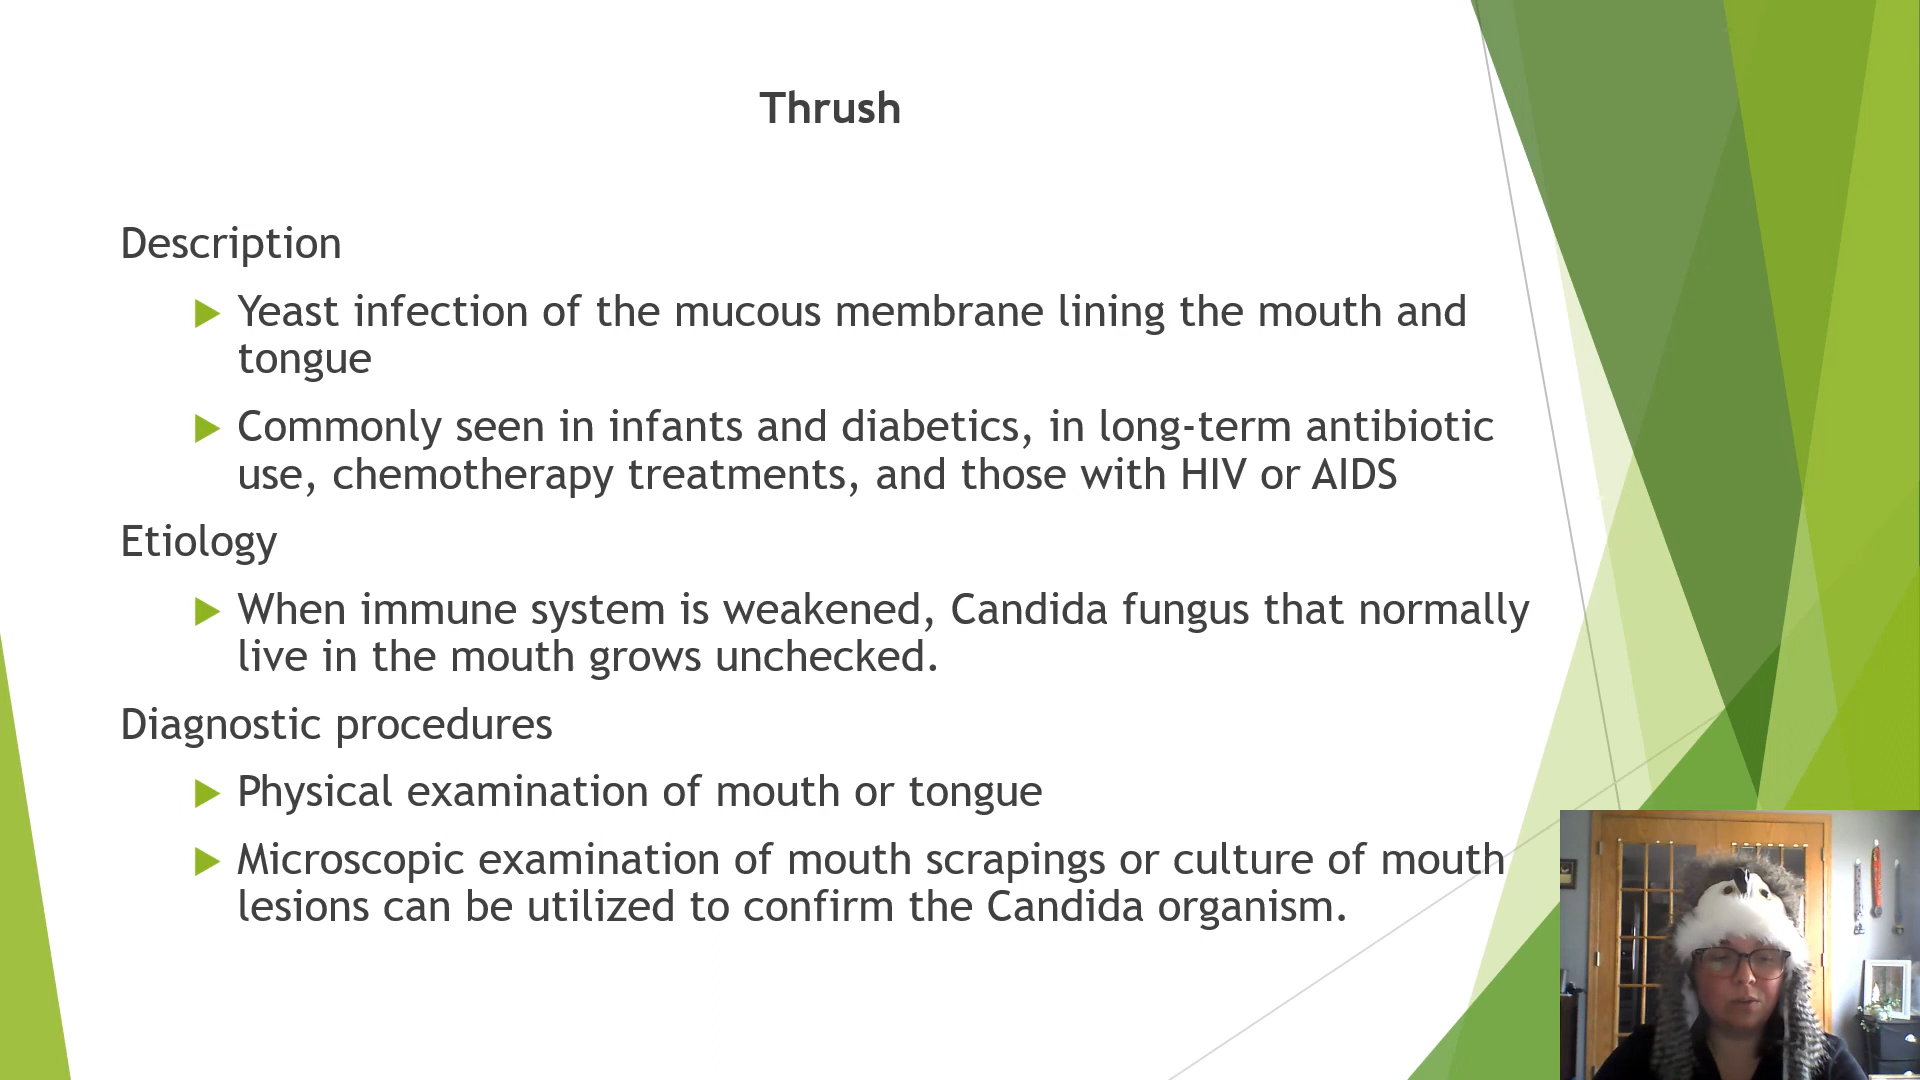 Thrush
Description
Yeast infection of the mucous membrane lining the mouth and
tongue
Commonly seen in infants and diabetics, in long-term antibiotic
use, chemotherapy treatments, and those with HIV or AIDS
Etiology
When immune system is weakened, Candida fungus that normally
live in the mouth grows unchecked.
Diagnostic procedures
Physical examination of mouth or tongue
Microscopic examination of mouth scrapings or culture of mouth
lesions can be utilized to confirm the Candida organism.